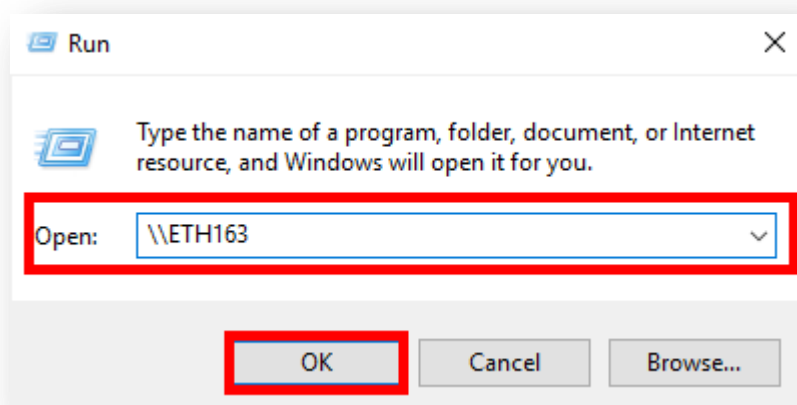 Run
Type the name of a program, folder, document, or Internet
resource, and Windows will open it for you.
Open: \\ETH163
OK Cancel Browse...